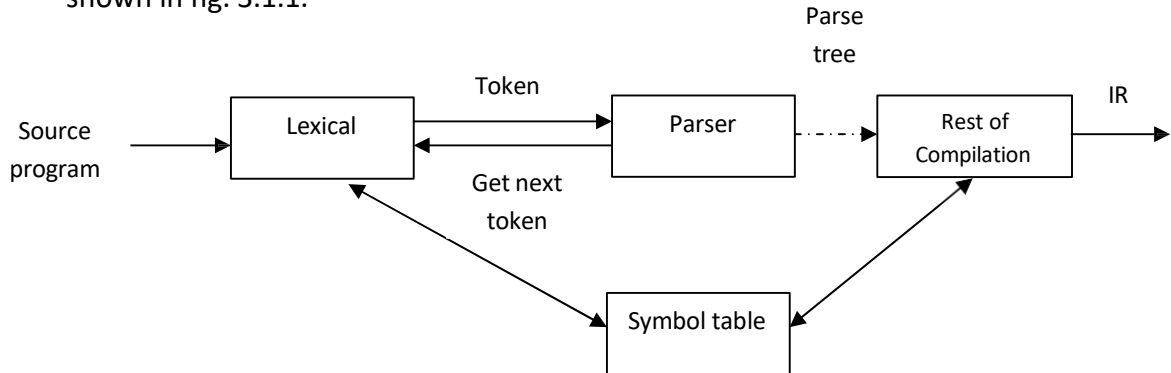 shown in fig. 3.1.1.
Parse
tree
Token
IR
Source
program
Lexical
Parser
Rest of
Compilation
Get next
token
Symbol table